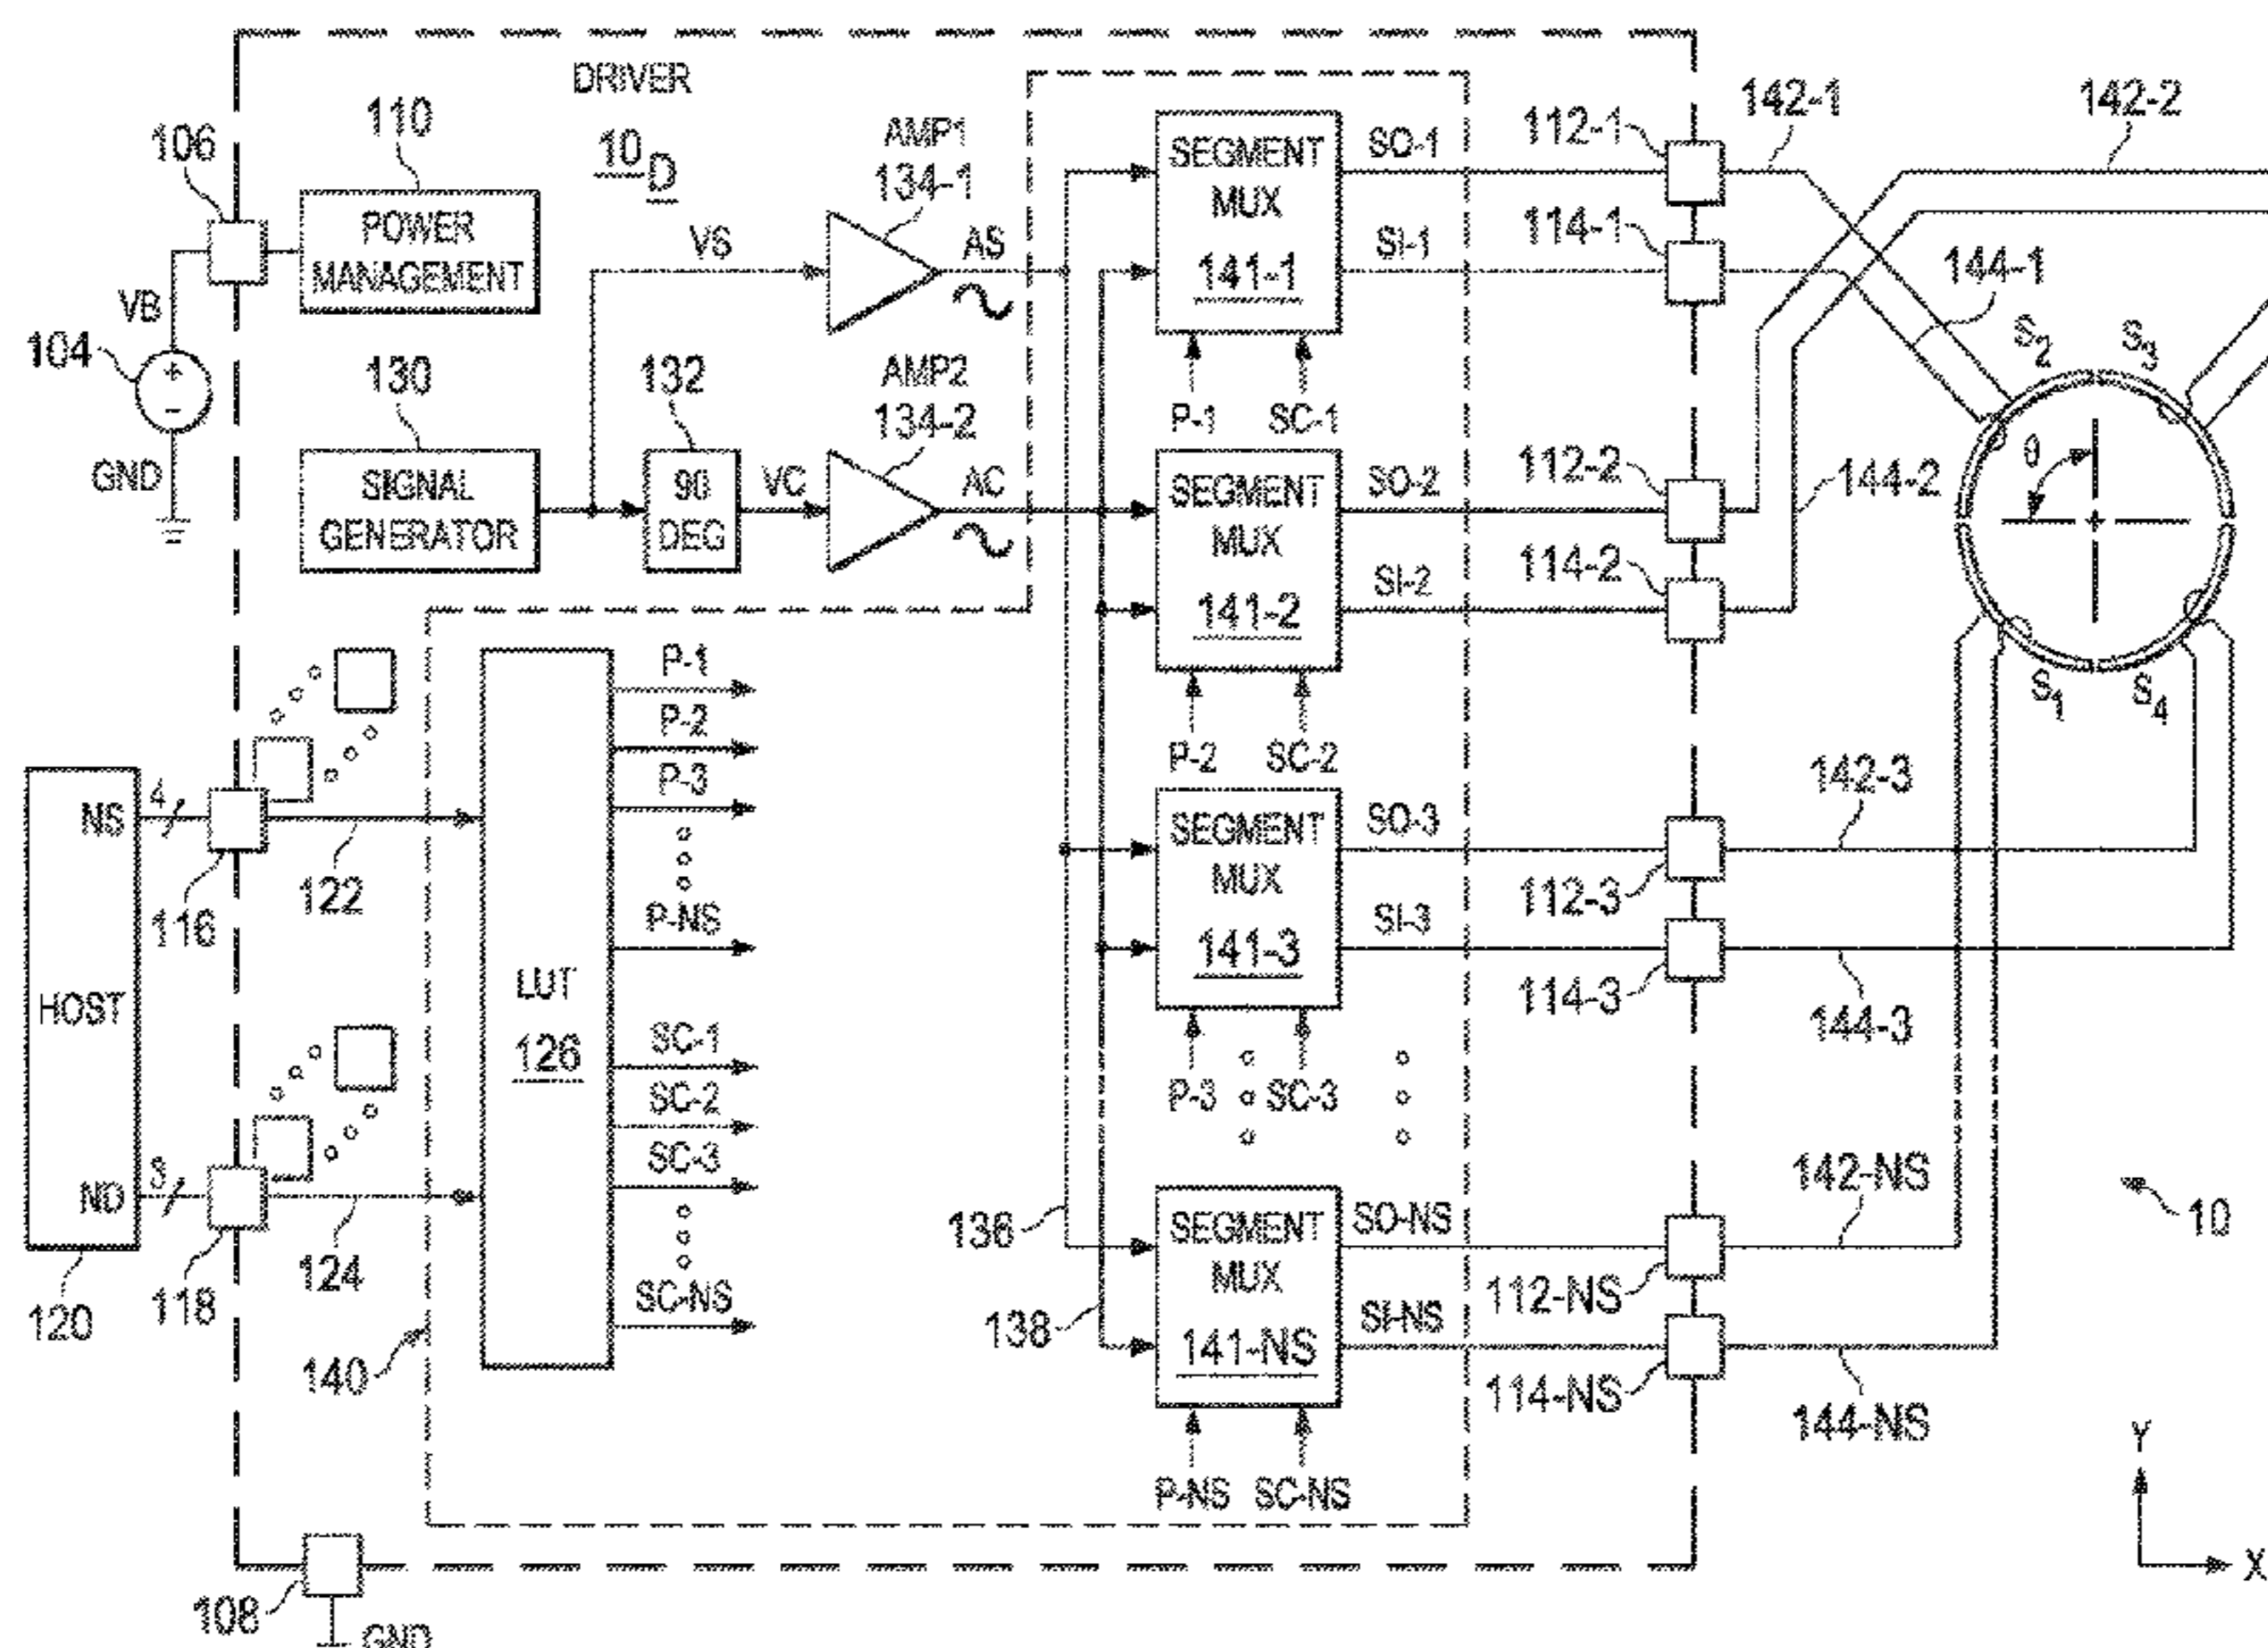 DRIVER
10
D
106
110
POWER
MANAGEMENT
VB
104
+
-
GND
130
SIGNAL
GENERATOR
132
90
DEG
VS
VC
AMP1
134-1
AS
AMP2
134-2
AC
SEGMENT
MUX
141-1
P-1
SC-1
SO-1
SI-1
112-1
114-1
142-1
144-1
142-2
SEGMENT
MUX
141-2
P-2
SC-2
SO-2
SI-2
112-2
114-2
144-2
S2
S3
θ
S1
S4
SEGMENT
MUX
141-3
P-3
SC-3
SO-3
SI-3
112-3
114-3
142-3
144-3
SEGMENT
MUX
141-NS
P-NS
SC-NS
SO-NS
SI-NS
112-NS
114-NS
142-NS
144-NS
136
138
HOST
NS
4
ND
3
120
116
118
122
124
140
LUT
126
P-1
P-2
P-3
P-NS
SC-1
SC-2
SC-3
SC-NS
10
Y
X
108
GND